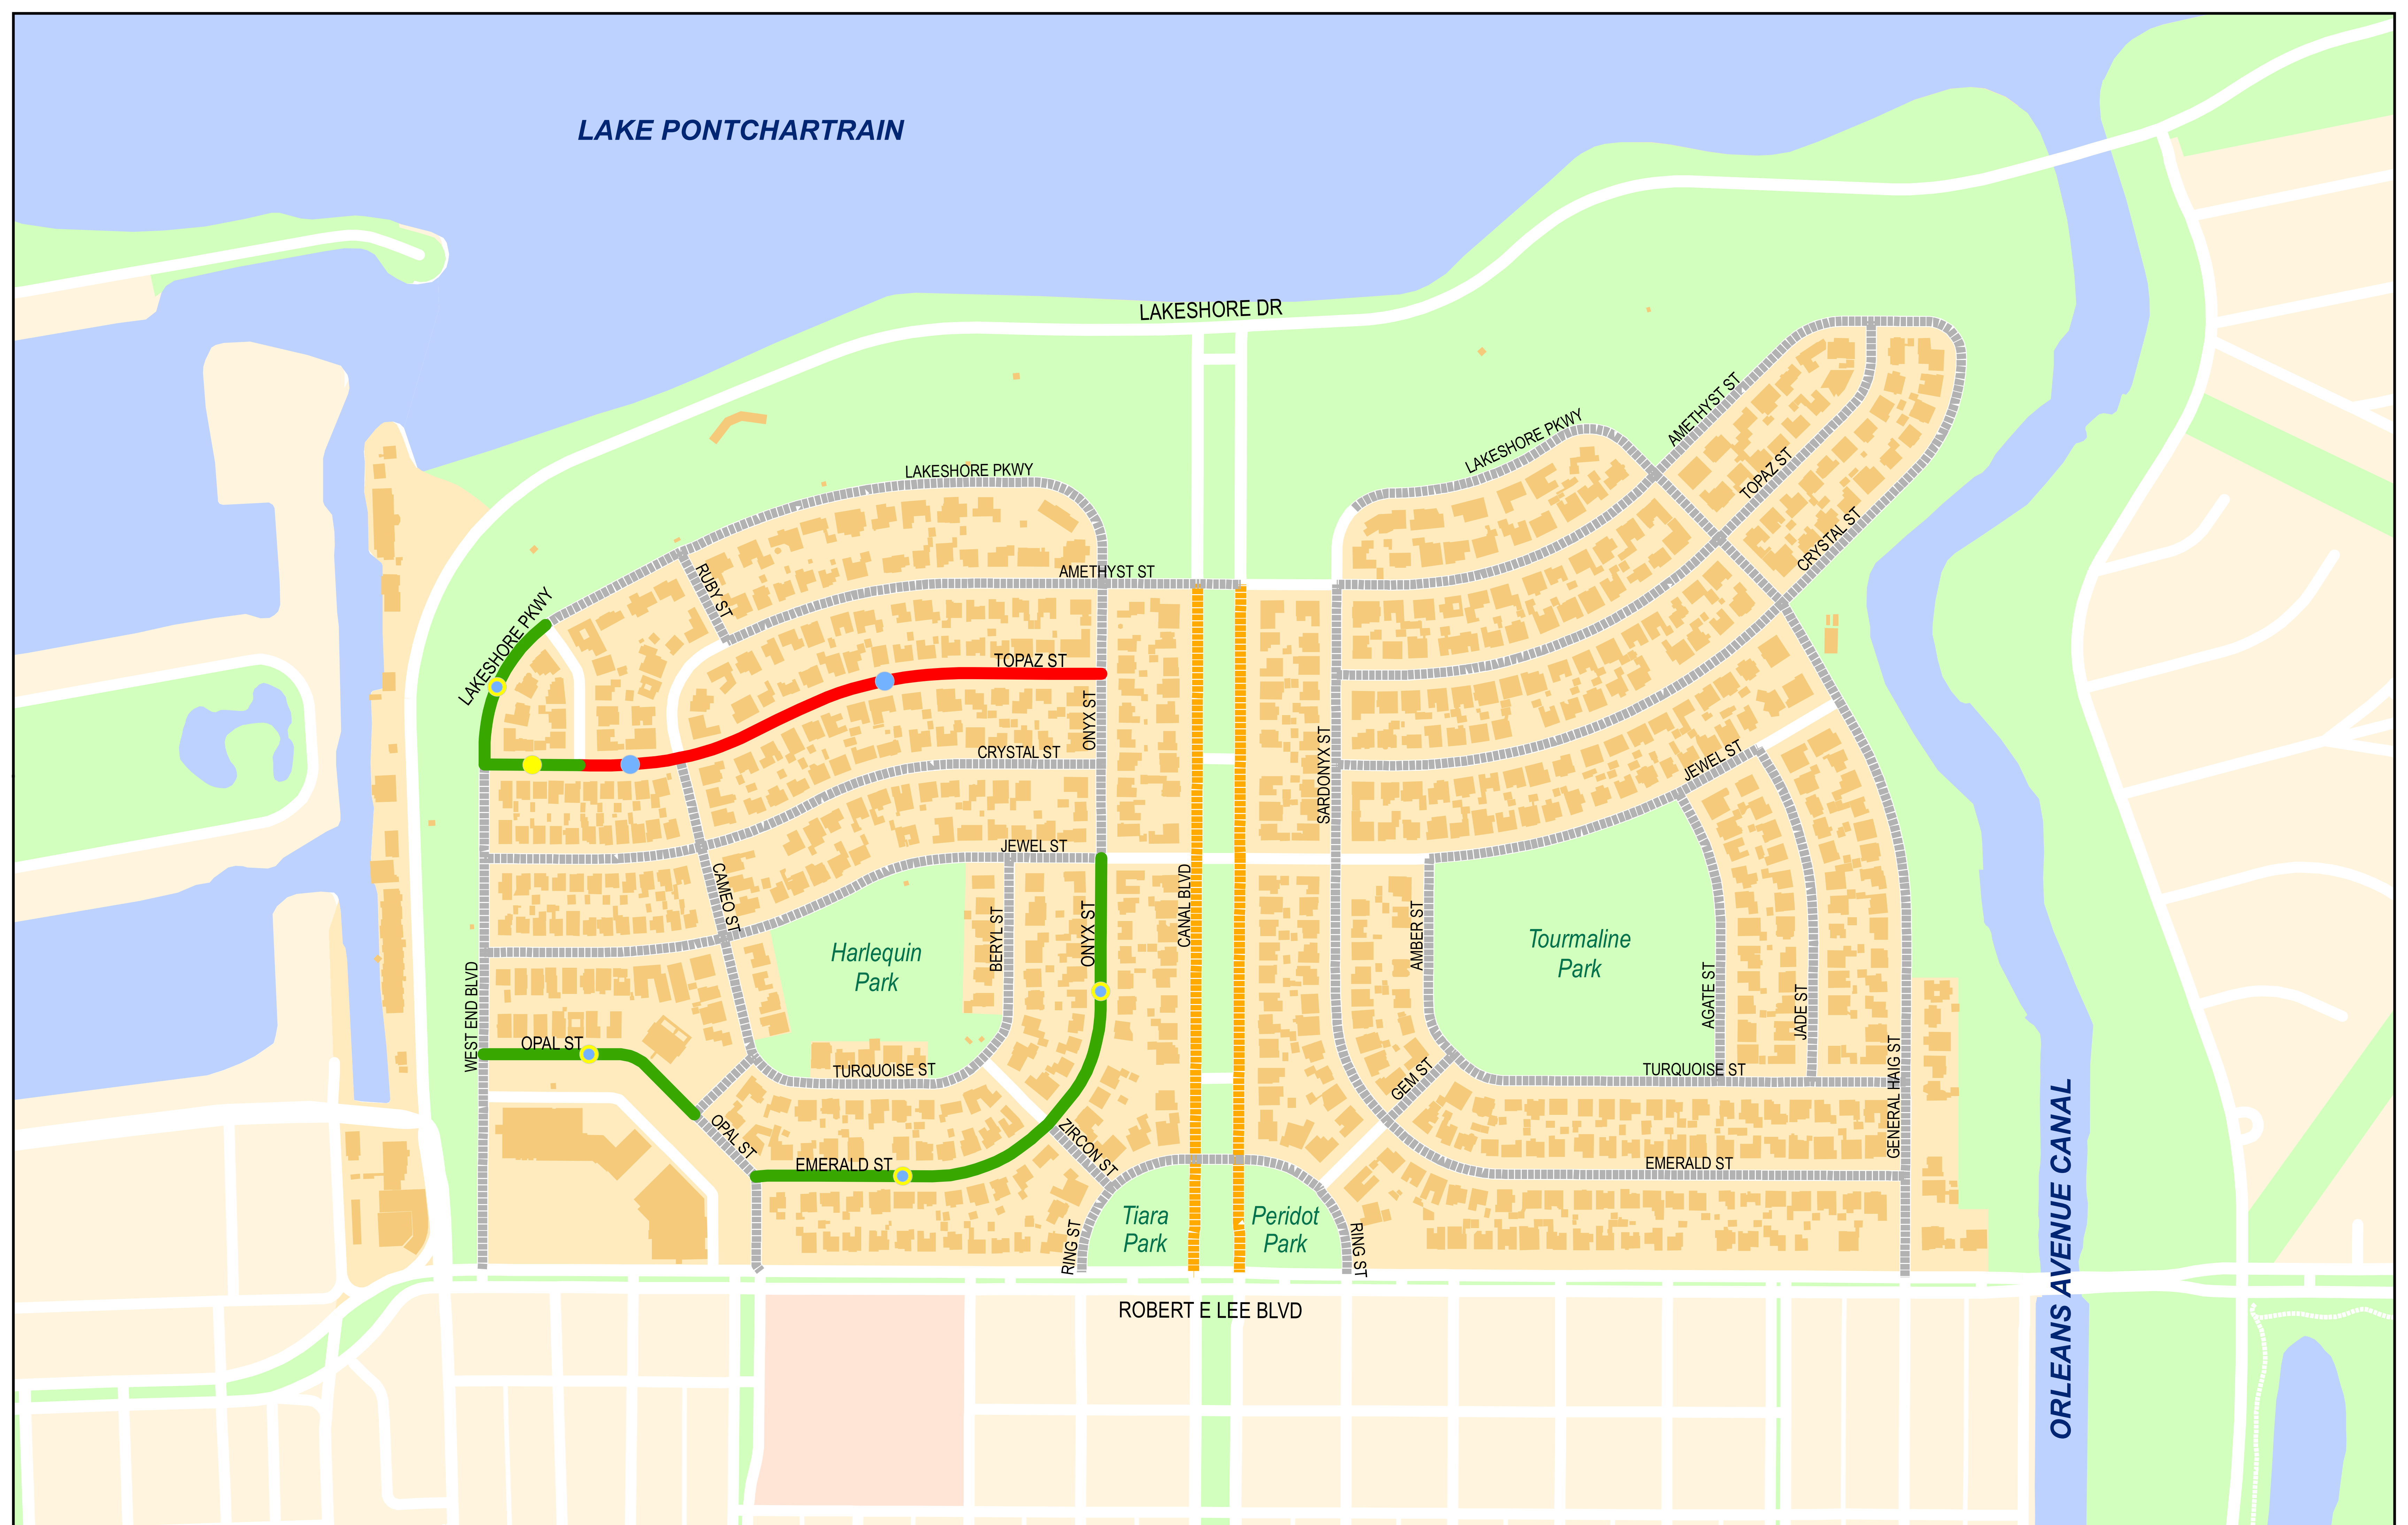 LAKE PONTCHARTRAIN
LAKESHORE DR
LAKESHORE PKWY
LAKESHORE PKWY
LAKESHORE PKWY
AMETHYST ST
TOPAZ ST
CRYSTAL ST
RUBY ST
AMETHYST ST
TOPAZ ST
ONYX ST
CRYSTAL ST
SARDONYX ST
JEWEL ST
JEWEL ST
CAMEO ST
BERYL ST
ONYX ST
CANAL BLVD
AMBER ST
Harlequin
Park
Tourmaline
Park
AGATE ST
JADE ST
WEST END BLVD
OPAL ST
TURQUOISE ST
GEM ST
TURQUOISE ST
GENERAL HAIG ST
OPAL ST
ZIRCON ST
EMERALD ST
EMERALD ST
RING ST
Tiara
Park
Peridot
Park
RING ST
ROBERT E LEE BLVD
ORLEANS AVENUE CANAL